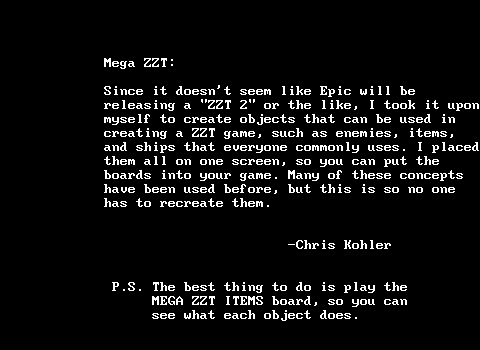 Mega ZZT:
Since it doesn't seem like Epic will be
releasing a "ZZT 2" or the like, I took it upon
myself to create objects that can be used in
creating a ZZT game, such as enemies, items,
and ships that everyone commonly uses. I placed
them all on one screen, so you can put the
boards into your game. Many of these concepts
have been used before, but this is so no one
has to recreate them.
-Chris Kohler
P.S. The best thing to do is play the
MEGA ZZT ITEMS board, so you can
see what each object does.